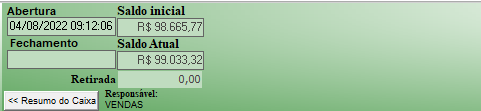 Abertura Saldo inicial
04/08/2022 09:12:06 R$ 98.665,77
Fechamento Saldo Atual
R$ 99.033,32
Retirada 0,00
<< Resumo do Caixa Responsável:
VENDAS